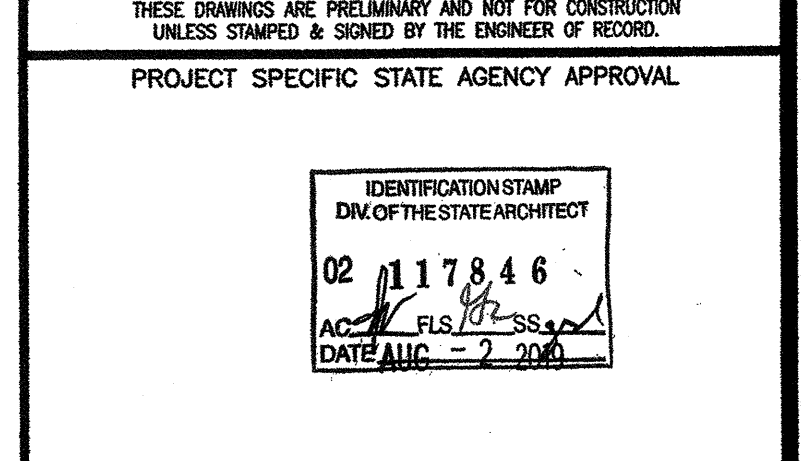 THESE DRAWINGS ARE PRELIMINARY AND NOT FOR CONSTRUCTION
UNLESS STAMPED & SIGNED BY THE ENGINEER OF RECORD.
PROJECT SPECIFIC STATE AGENCY APPROVAL
IDENTIFICATION STAMP
DIV. OF THE STATE ARCHITECT
02 117846
AC FLS SS
DATE AUG - 2 2019